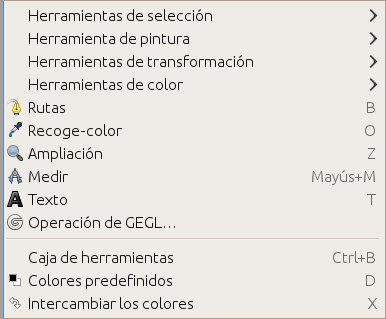 Herramientas de selección
Herramienta de pintura
Herramientas de transformación
Herramientas de color
Rutas B
Recoge-color O
Ampliación Z
Medir Mayús+M
Texto T
Operación de GEGL...
Caja de herramientas Ctrl+B
Colores predefinidos D
Intercambiar los colores X